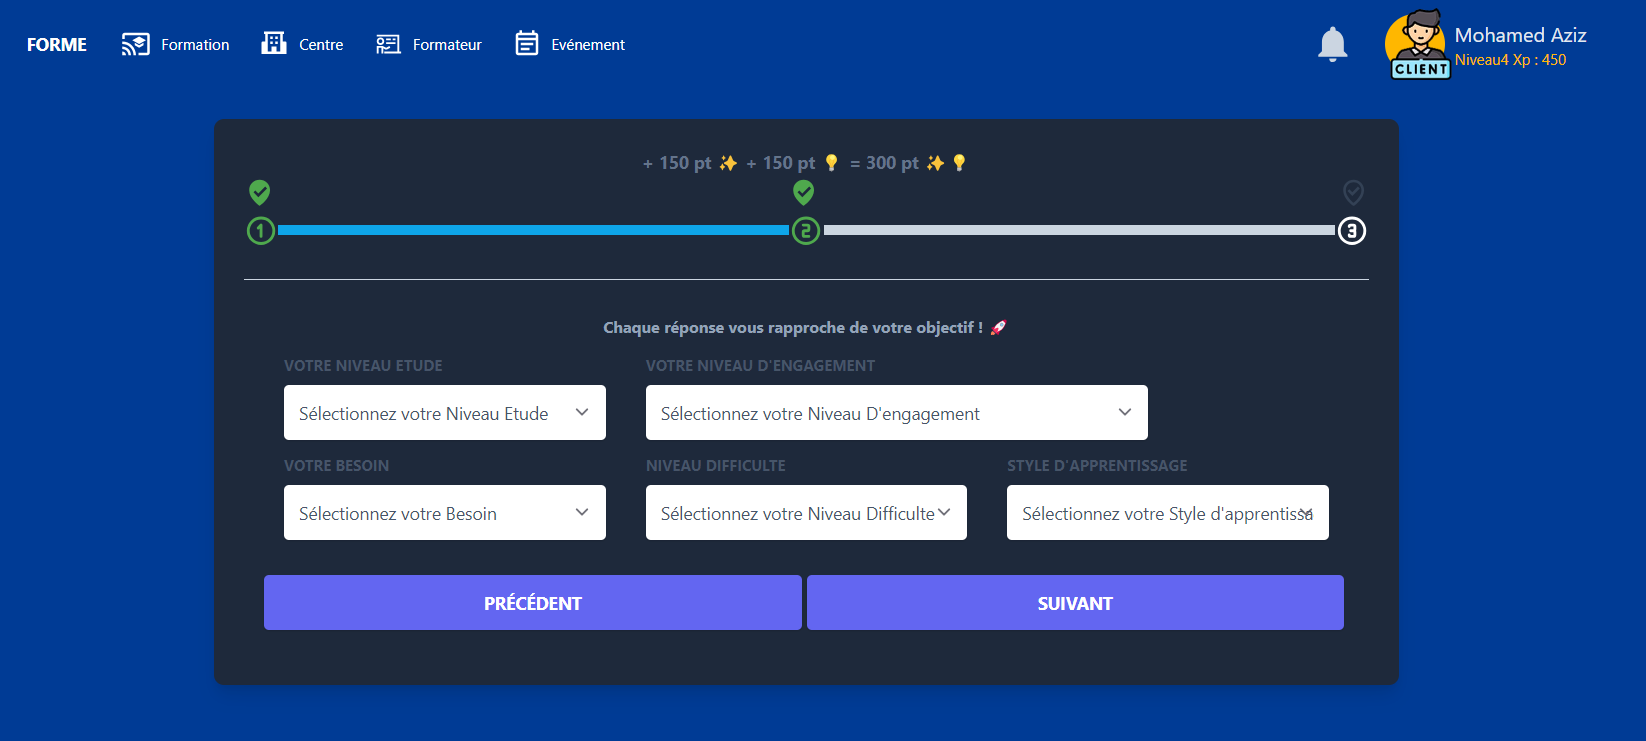 FORME Formation Centre Formateur Evénement
Mohamed Aziz
CLIENT
Niveau4 Xp : 450
+ 150 pt ✨ + 150 pt 💡 = 300 pt ✨ 💡
1 2 3
Chaque réponse vous rapproche de votre objectif ! 🚀
VOTRE NIVEAU ETUDE VOTRE NIVEAU D'ENGAGEMENT
Sélectionnez votre Niveau Etude Sélectionnez votre Niveau D'engagement
VOTRE BESOIN NIVEAU DIFFICULTE STYLE D'APPRENTISSAGE
Sélectionnez votre Besoin Sélectionnez votre Niveau Difficulte Sélectionnez votre Style d'apprentissa
PRÉCÉDENT SUIVANT